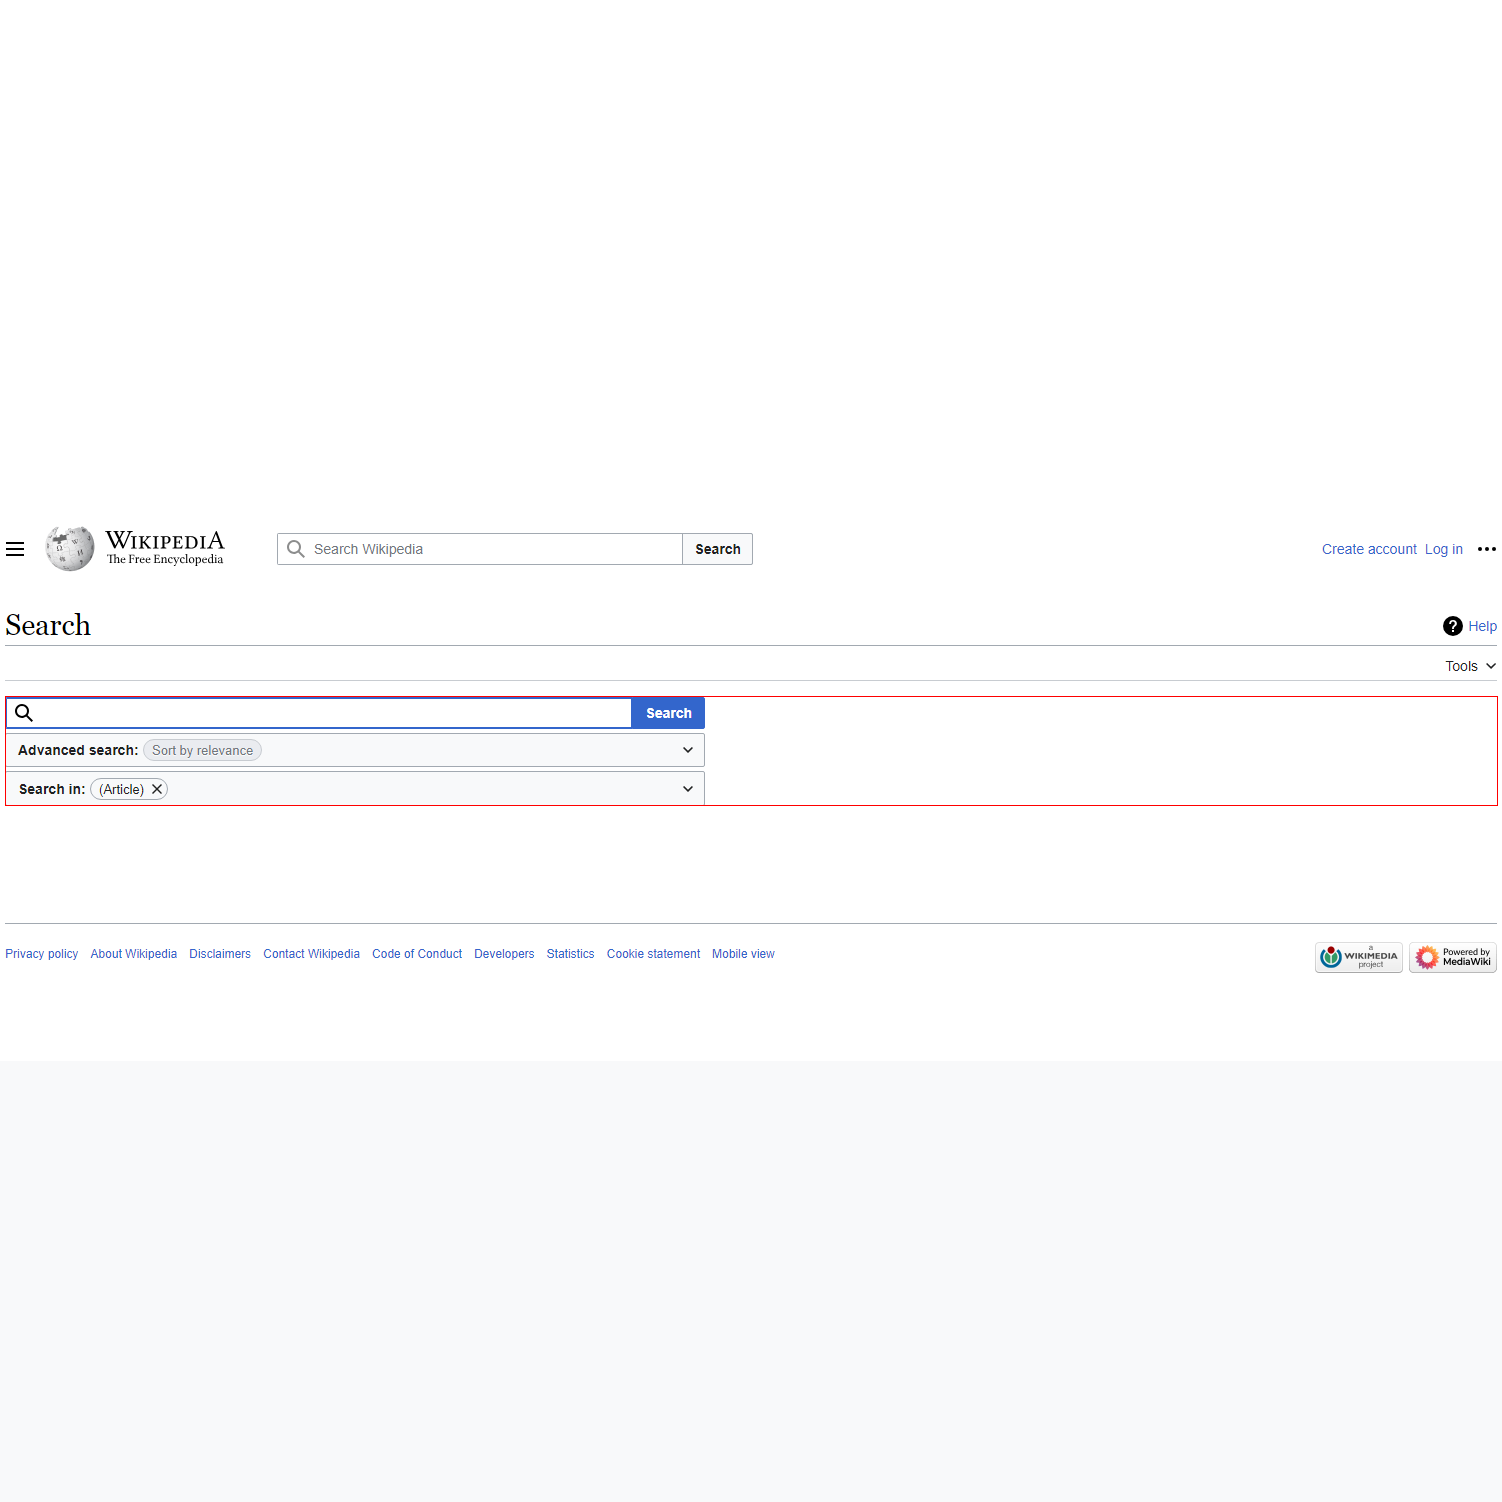 WIKIPEDIA
The Free Encyclopedia
Search Wikipedia
Search
Create account Log in
Search
Help
Tools
Search
Advanced search: Sort by relevance
Search in: (Article)
Privacy policy About Wikipedia Disclaimers Contact Wikipedia Code of Conduct Developers Statistics Cookie statement Mobile view
a
WIKIMEDIA
project
Powered by
MediaWiki